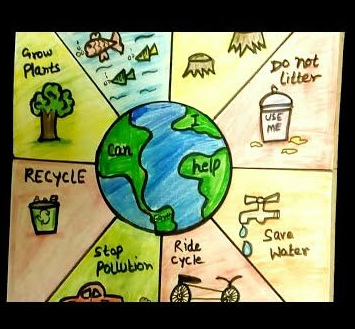 Grow
Plants
Do not
litter
USE
ME
I
Can
help
RECYCLE
Save
Water
Stop
Pollution
Ride
Cycle